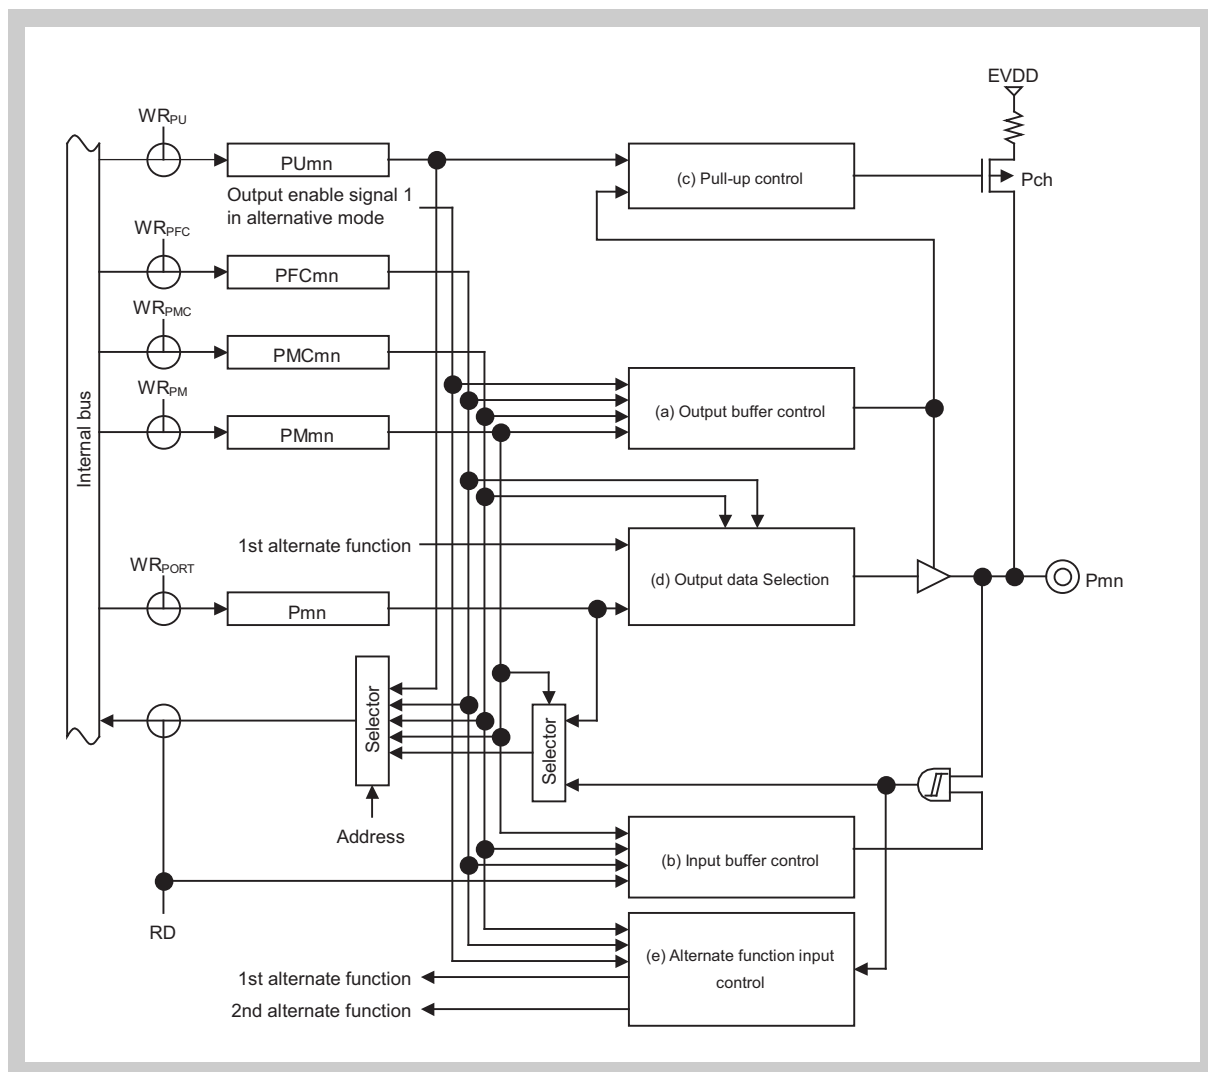 EVDD
WRPU
PUmn
(c) Pull-up control
Pch
Output enable signal 1
in alternative mode
WRPFC
PFCmn
WRPMC
PMCmn
WRPM
PMmn
(a) Output buffer control
Internal bus
1st alternate function
(d) Output data Selection
WRPORT
Pmn
Pmn
Selector
Selector
Address
(b) Input buffer control
RD
(e) Alternate function input
control
1st alternate function
2nd alternate function